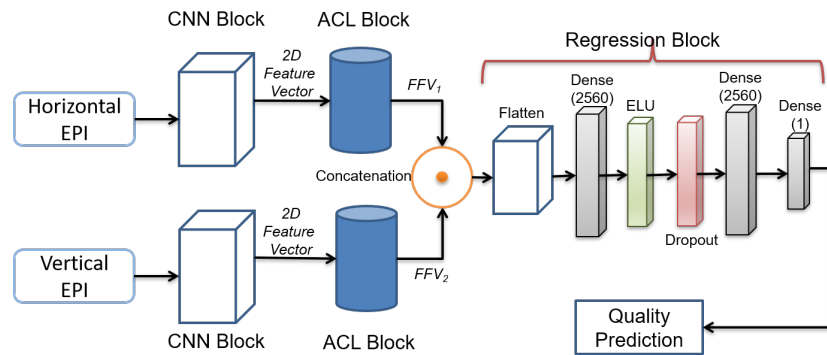 CNN Block
ACL Block
Regression Block
2D
Feature
Vector
FFV1
Horizontal
EPI
Flatten
Dense
(2560)
ELU
Dense
(2560)
Dense
(1)
Concatenation
Dropout
2D
Feature
Vector
FFV2
Vertical
EPI
CNN Block
ACL Block
Quality
Prediction